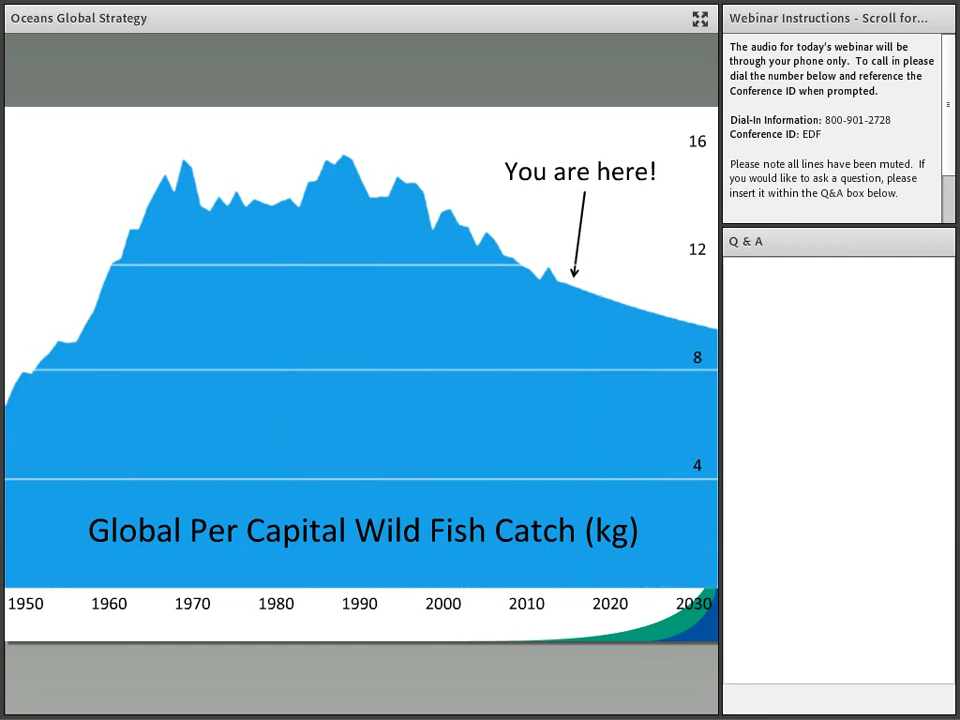 Oceans Global Strategy
You are here!
16
12
8
4
Global Per Capital Wild Fish Catch (kg)
1950 1960 1970 1980 1990 2000 2010 2020 2030
Webinar Instructions - Scroll for...
The audio for today's webinar will be
through your phone only. To call in please
dial the number below and reference the
Conference ID when prompted.
Dial-In Information: 800-901-2728
Conference ID: EDF
Please note all lines have been muted. If
you would like to ask a question, please
insert it within the Q&A box below.
Q & A